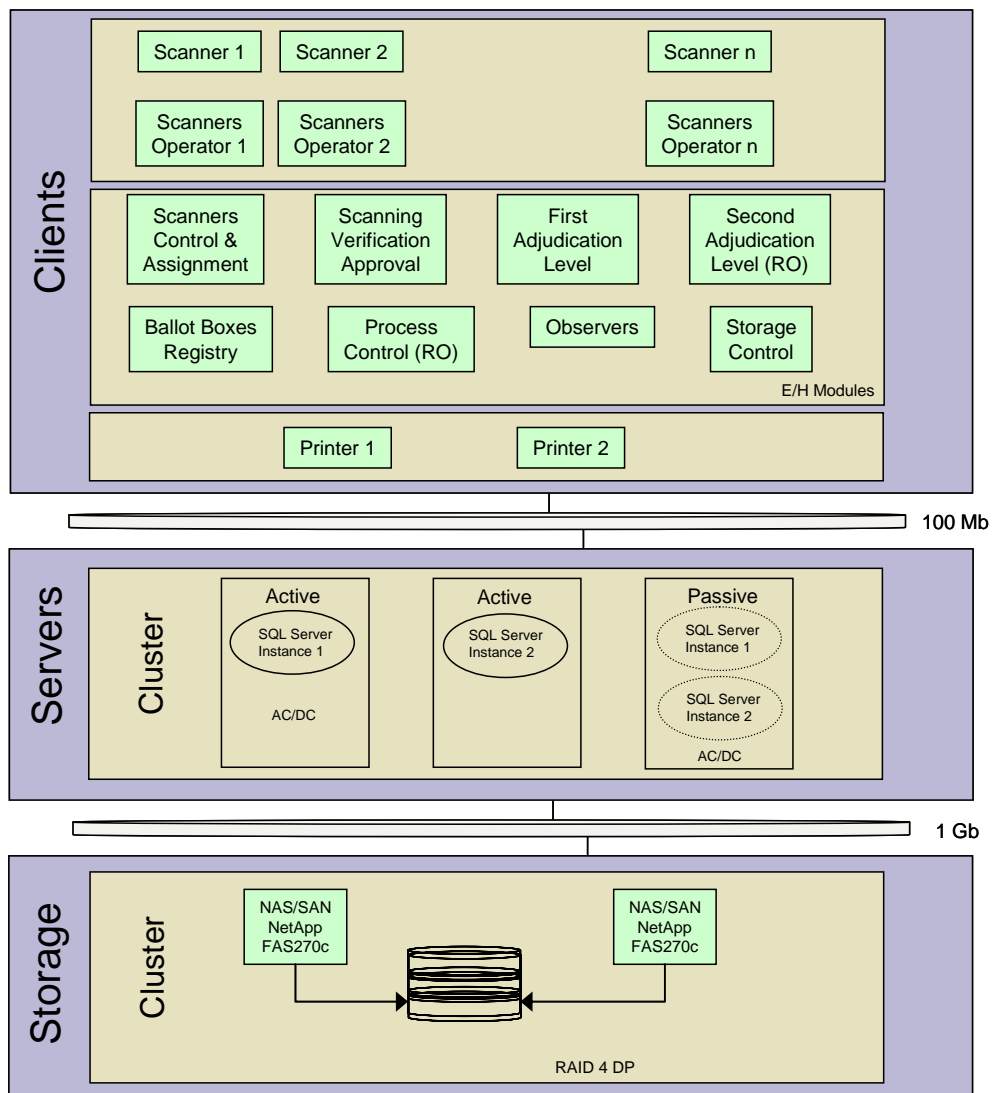 Clients
Scanner 1
Scanner 2
Scanner n
Scanners
Operator 1
Scanners
Operator 2
Scanners
Operator n
Scanners
Control &
Assignment
Scanning
Verification
Approval
First
Adjudication
Level
Second
Adjudication
Level (RO)
Ballot Boxes
Registry
Process
Control (RO)
Observers
Storage
Control
E/H Modules
Printer 1
Printer 2
100 Mb
Servers
Cluster
Active
SQL Server
Instance 1
AC/DC
Active
SQL Server
Instance 2
Passive
SQL Server
Instance 1
SQL Server
Instance 2
AC/DC
1 Gb
Storage
Cluster
NAS/SAN
NetApp
FAS270c
NAS/SAN
NetApp
FAS270c
RAID 4 DP